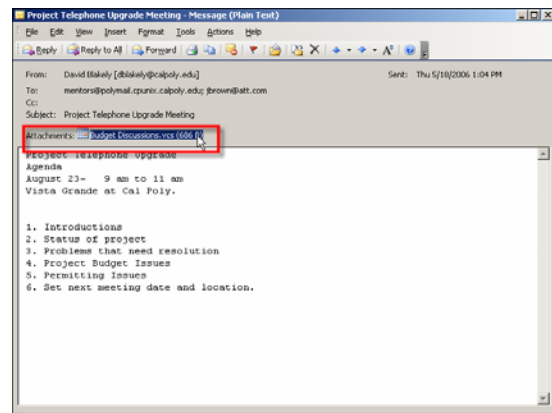 Project Telephone Upgrade Meeting - Message (Plain Text)
File Edit View Insert Format Tools Actions Help
Reply Reply to All Forward
From: David Blakely [dblakely@calpoly.edu] Sent: Thu 5/18/2006 1:04 PM
To: mentors@polymail.cpunix.calpoly.edu; jbrown@att.com
Cc:
Subject: Project Telephone Upgrade Meeting
Attachments: Budget Discussions.vcs (686 B)
Project Telephone Upgrade
Agenda
August 23- 9 am to 11 am
Vista Grande at Cal Poly.
1. Introductions
2. Status of project
3. Problems that need resolution
4. Project Budget Issues
5. Permitting Issues
6. Set next meeting date and location.